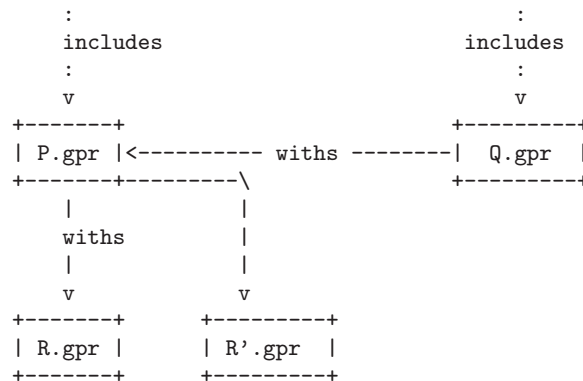 : :
includes includes
: :
v v
+-------+ +---------+
| P.gpr |<---------- withs -------| Q.gpr |
+-------+---------\ +---------+
| |
withs |
| |
v v
+-------+ +---------+
| R.gpr | | R'.gpr |
+-------+ +---------+